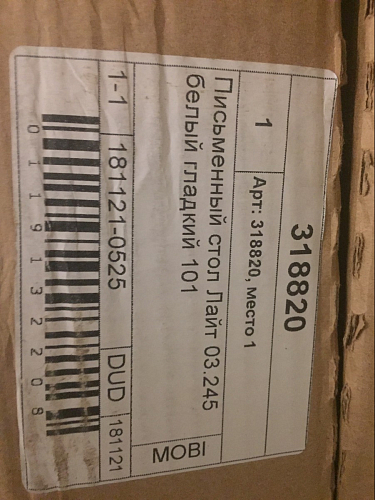 318820
1
Арт: 318820, место 1
Письменный стол Лайт 03.245
белый гладкий 101
MOBI
1-1
181121-0525
DUD
181121
01191322208